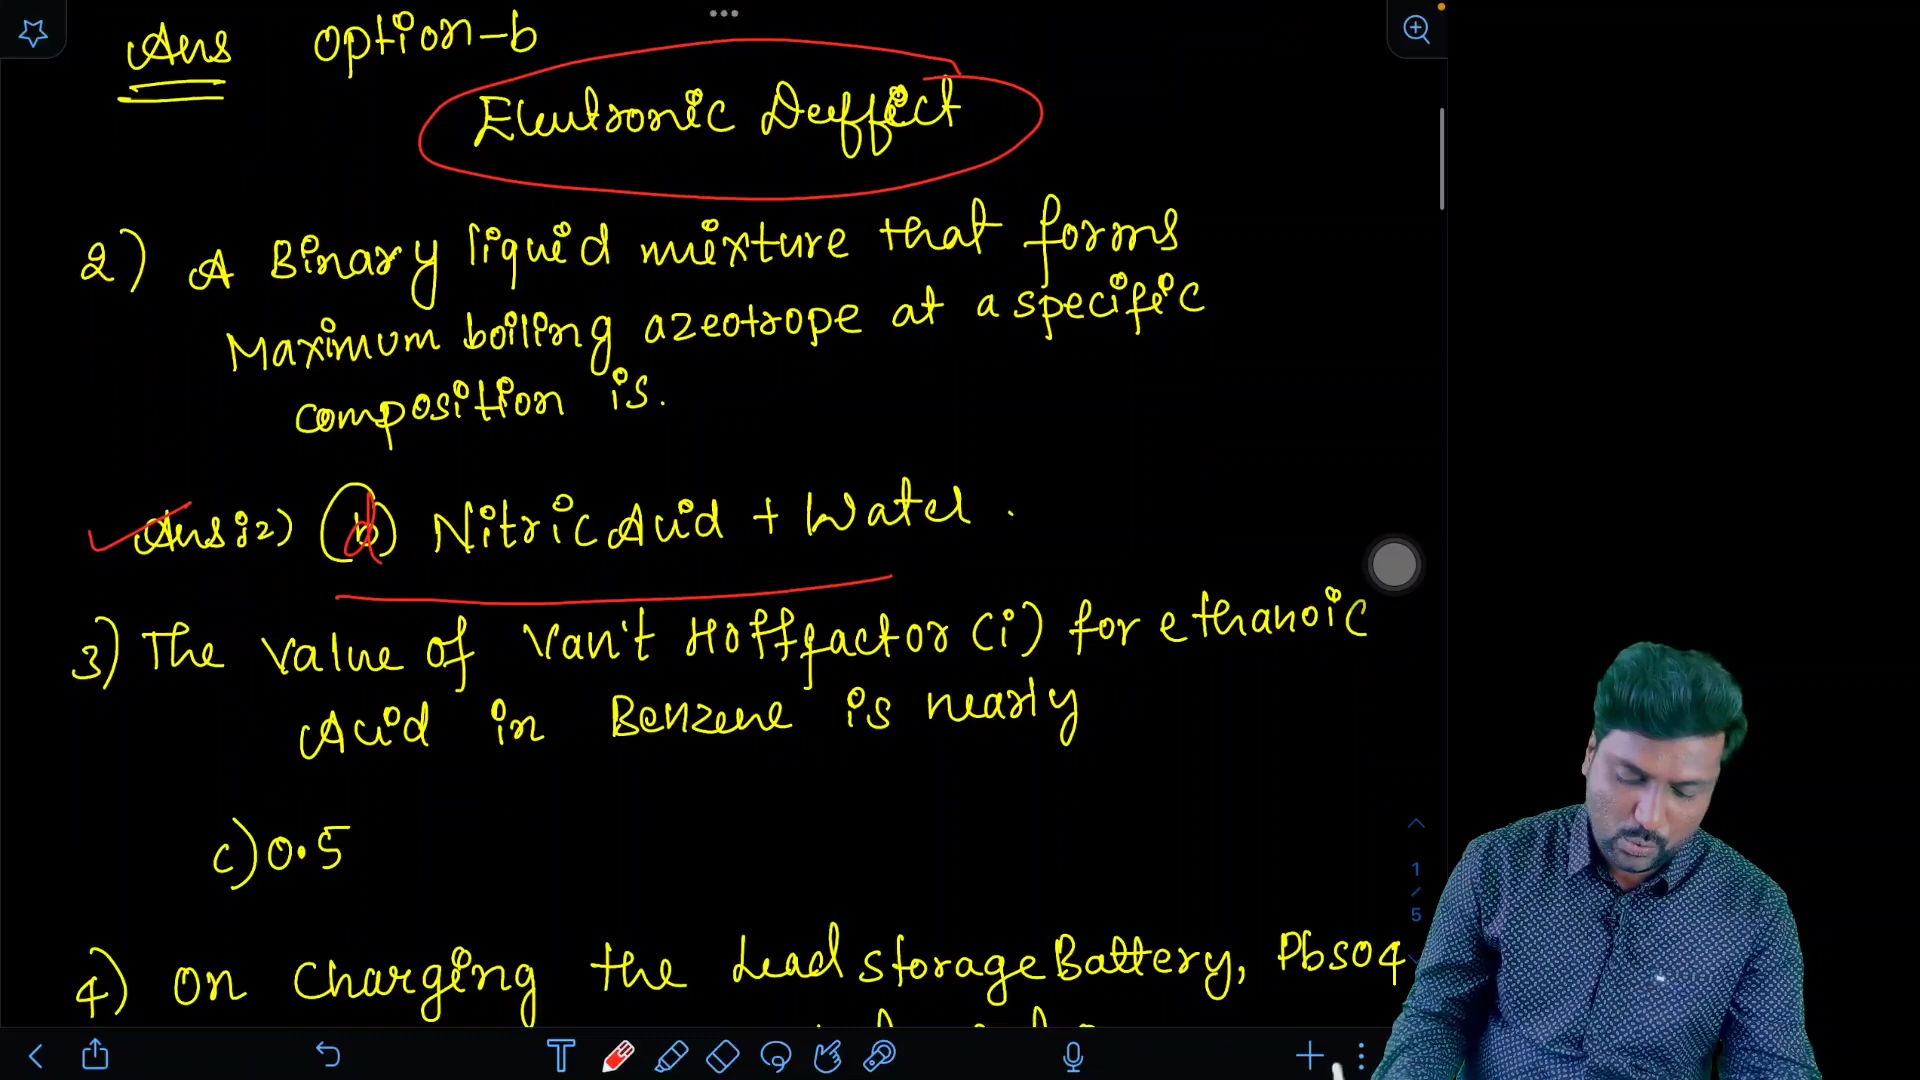 Ans option-b
Electronic Deffect
2) A Binary liquid mixture that forms
Maximum boiling azeotrope at a specific
composition is.
Ans:2) (d) Nitric Acid + Water.
3) The value of Van't Hoff factor (i) for ethanoic
Acid in Benzene is nearly
c) 0.5
4) on charging the Lead storage Battery, PbSO4
1
/
5
T